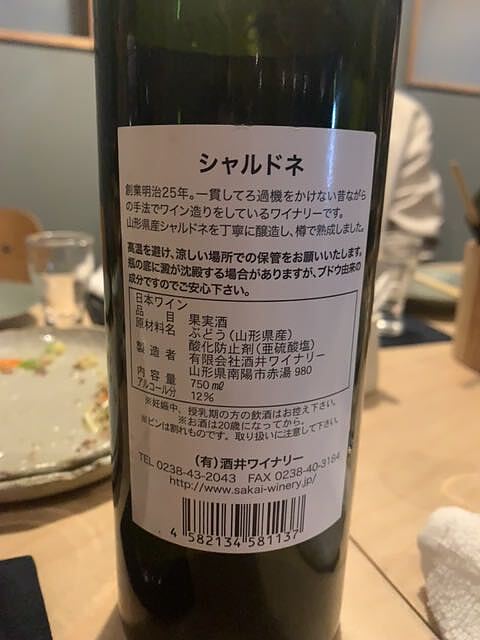 シャルドネ
創業明治25年。一貫してろ過機をかけない昔ながら
の手法でワイン造りをしているワイナリーです。
山形県産シャルドネを丁寧に醸造し、樽で熟成しました。
高温を避け、涼しい場所での保管をお願いいたします。
瓶の底に澱が沈殿する場合がありますが、ブドウ由来の
成分ですのでご安心下さい。
日本ワイン
品目 果実酒
原材料名 ぶどう(山形県産)
酸化防止剤(亜硫酸塩)
製造者 有限会社酒井ワイナリー
山形県南陽市赤湯980
内容量 750㎖
アルコール分 12%
※妊娠中、授乳期の方の飲酒はお控え下さい。
※お酒は20歳になってから。
※ビンは割れものです。取り扱いに注意して下さい。
(有)酒井ワイナリー
TEL 0238-43-2043 FAX 0238-40-3184
http://www.sakai-winery.jp/
4 582134 581137